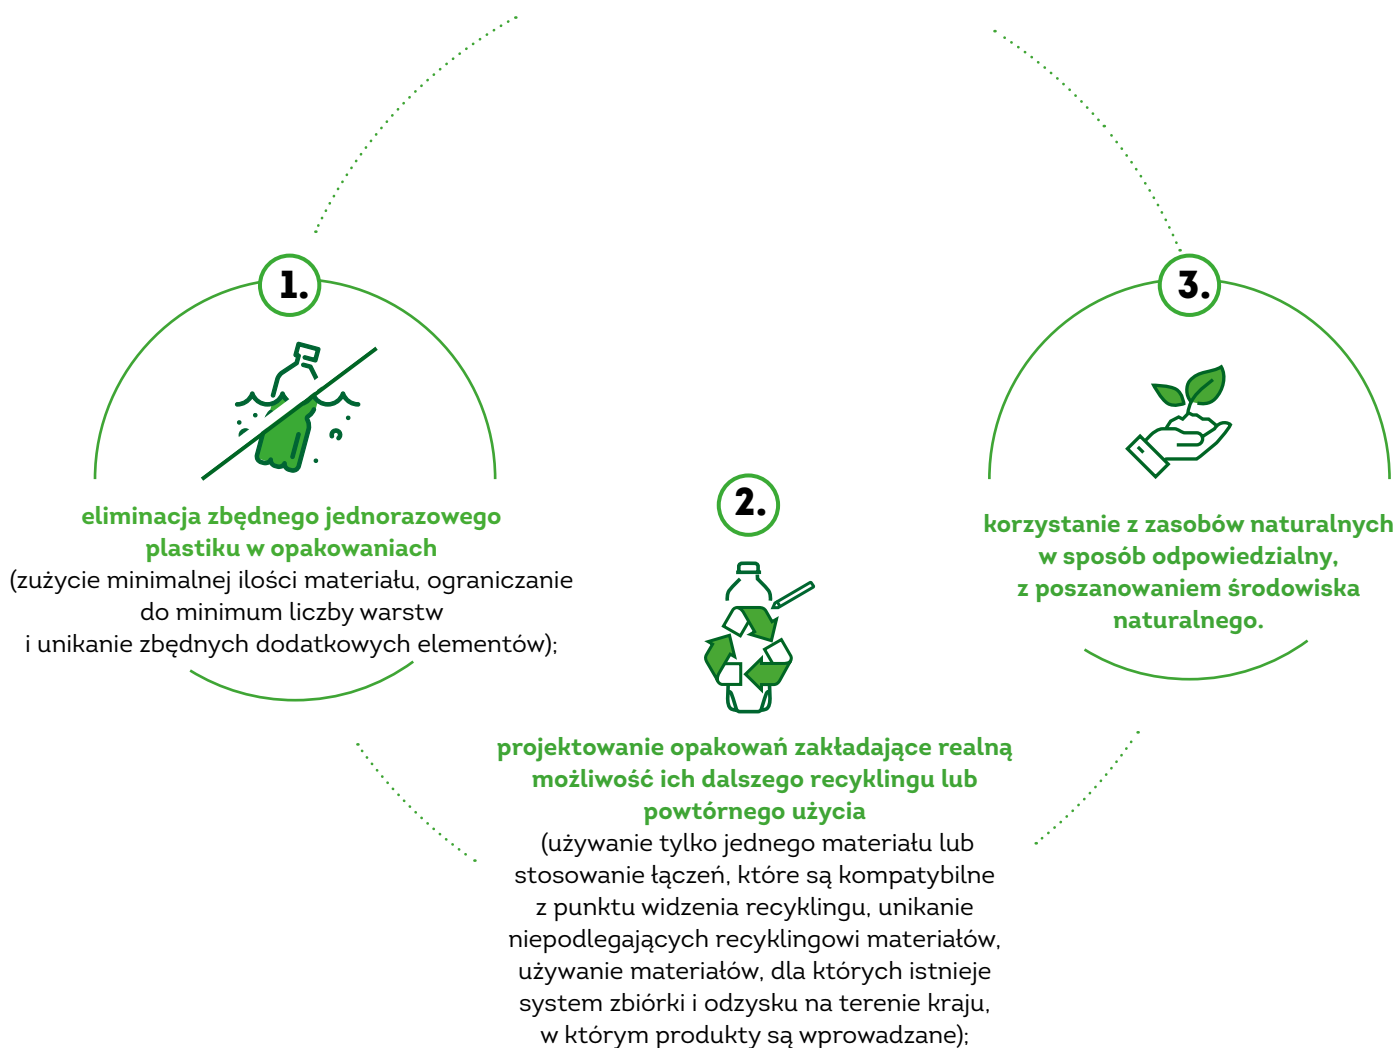 1.
eliminacja zbędnego jednorazowego
plastiku w opakowaniach
(zużycie minimalnej ilości materiału, ograniczanie
do minimum liczby warstw
i unikanie zbędnych dodatkowych elementów);
2.
projektowanie opakowań zakładające realną
możliwość ich dalszego recyklingu lub
powtórnego użycia
(używanie tylko jednego materiału lub
stosowanie łączeń, które są kompatybilne
z punktu widzenia recyklingu, unikanie
niepodlegających recyklingowi materiałów,
używanie materiałów, dla których istnieje
system zbiórki i odzysku na terenie kraju,
w którym produkty są wprowadzane);
3.
korzystanie z zasobów naturalnych
w sposób odpowiedzialny,
z poszanowaniem środowiska
naturalnego.